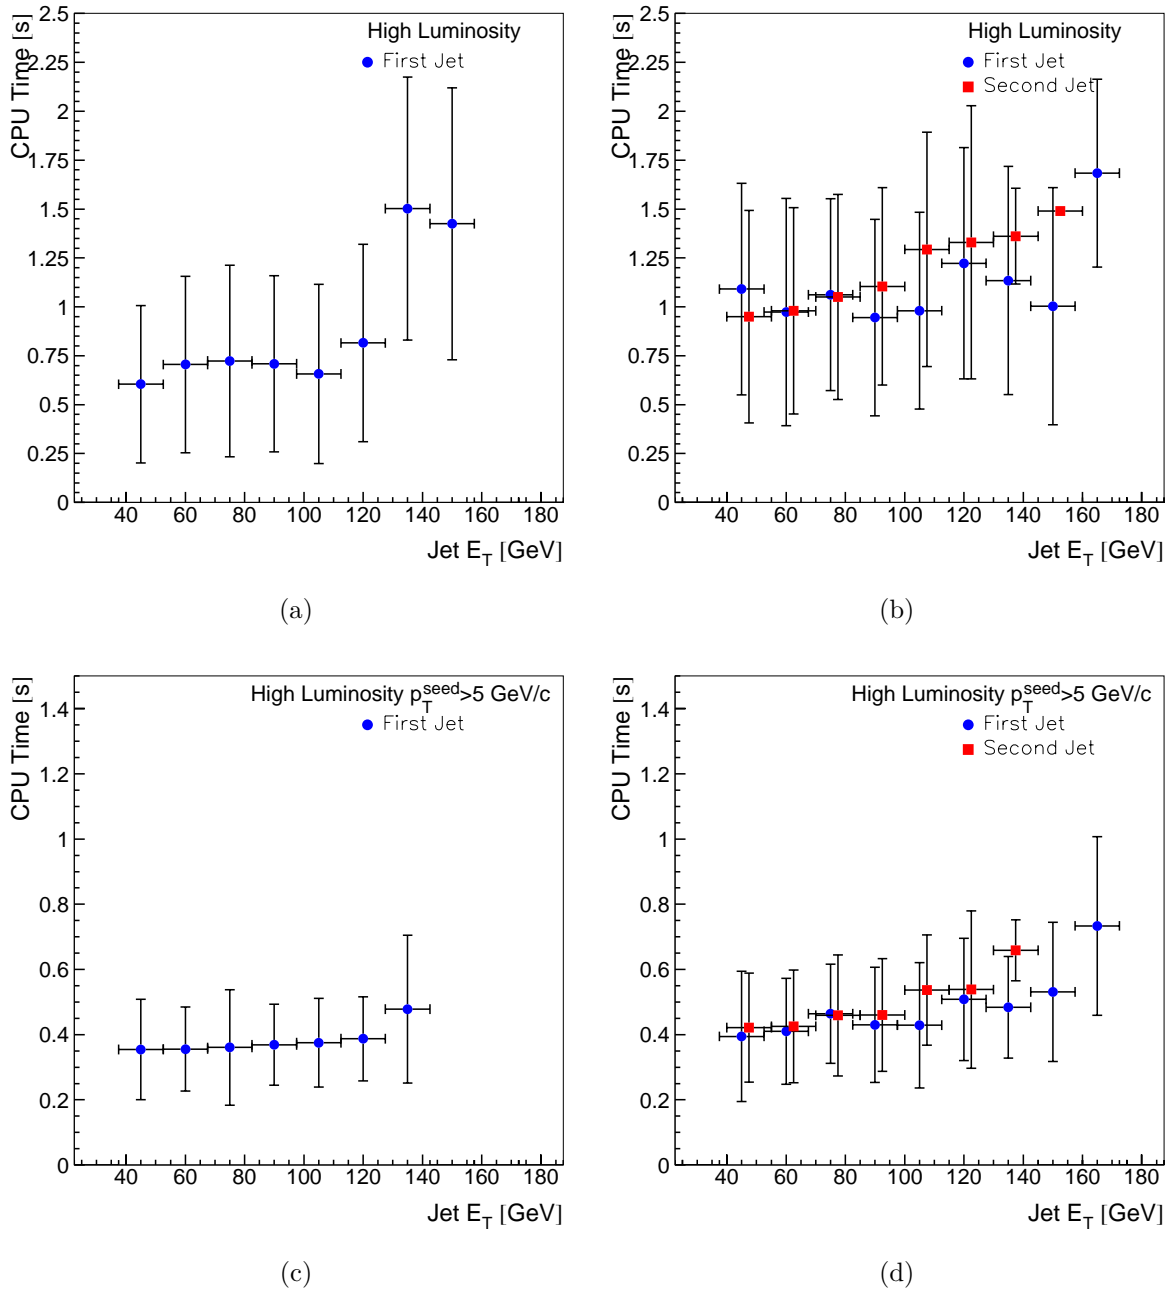 CPU Time [s]
High Luminosity
First Jet
2.5
2.25
2
1.75
1.5
1.25
1
0.75
0.5
0.25
0
40 60 80 100 120 140 160 180
Jet E_T [GeV]
(a)
CPU Time [s]
High Luminosity
First Jet
Second Jet
2.5
2.25
2
1.75
1.5
1.25
1
0.75
0.5
0.25
0
40 60 80 100 120 140 160 180
Jet E_T [GeV]
(b)
CPU Time [s]
High Luminosity p_T^seed>5 GeV/c
First Jet
1.4
1.2
1
0.8
0.6
0.4
0.2
0
40 60 80 100 120 140 160 180
Jet E_T [GeV]
(c)
CPU Time [s]
High Luminosity p_T^seed>5 GeV/c
First Jet
Second Jet
1.4
1.2
1
0.8
0.6
0.4
0.2
0
40 60 80 100 120 140 160 180
Jet E_T [GeV]
(d)